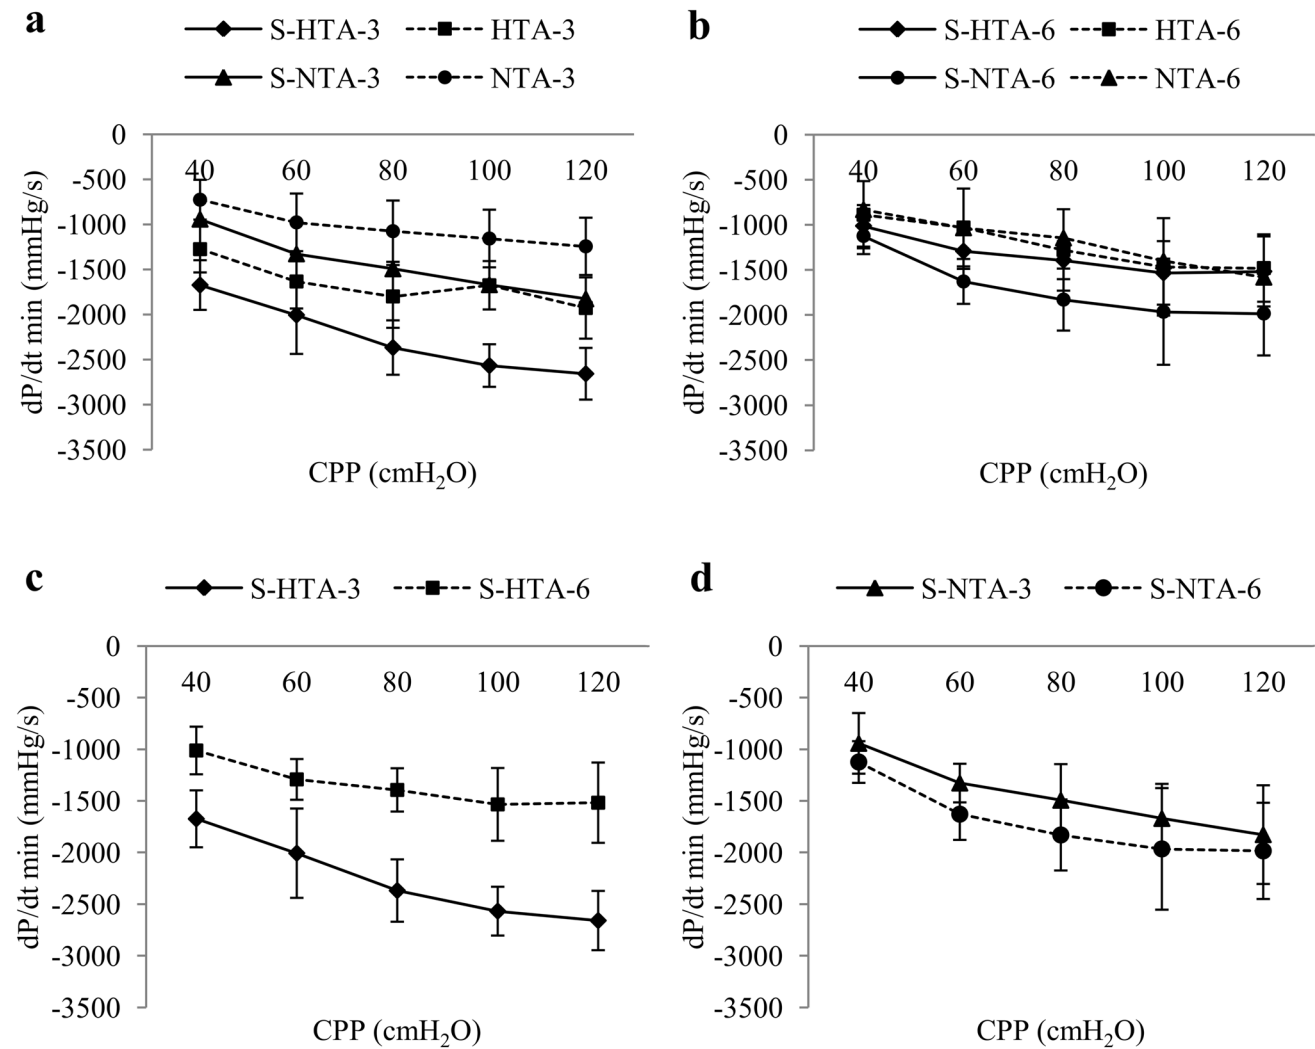 a
S-HTA-3 HTA-3
S-NTA-3 NTA-3
0
-500
-1000
-1500
-2000
-2500
-3000
-3500
40 60 80 100 120
dP/dt min (mmHg/s)
CPP (cmH₂O)
b
S-HTA-6 HTA-6
S-NTA-6 NTA-6
0
-500
-1000
-1500
-2000
-2500
-3000
-3500
40 60 80 100 120
dP/dt min (mmHg/s)
CPP (cmH₂O)
c
S-HTA-3 S-HTA-6
0
-500
-1000
-1500
-2000
-2500
-3000
-3500
40 60 80 100 120
dP/dt min (mmHg/s)
CPP (cmH₂O)
d
S-NTA-3 S-NTA-6
0
-500
-1000
-1500
-2000
-2500
-3000
-3500
40 60 80 100 120
dP/dt min (mmHg/s)
CPP (cmH₂O)